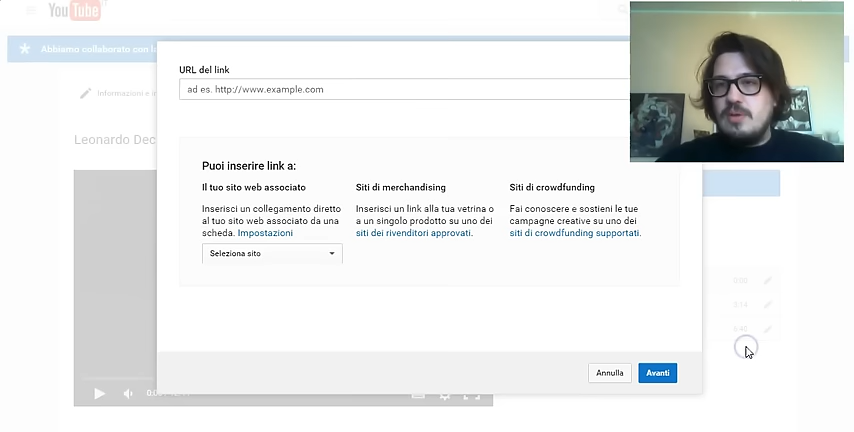 YouTube
Abbiamo collaborato con lo
URL del link
ad es. http://www.example.com
Informazioni e i
Leonardo Dec
Puoi inserire link a:
Il tuo sito web associato
Inserisci un collegamento diretto
al tuo sito web associato da una
scheda. Impostazioni
Seleziona sito
Siti di merchandising
Inserisci un link alla tua vetrina o
a un singolo prodotto su uno dei
siti dei rivenditori approvati.
Siti di crowdfunding
Fai conoscere e sostieni le tue
campagne creative su uno dei
siti di crowdfunding supportati.
Annulla
Avanti